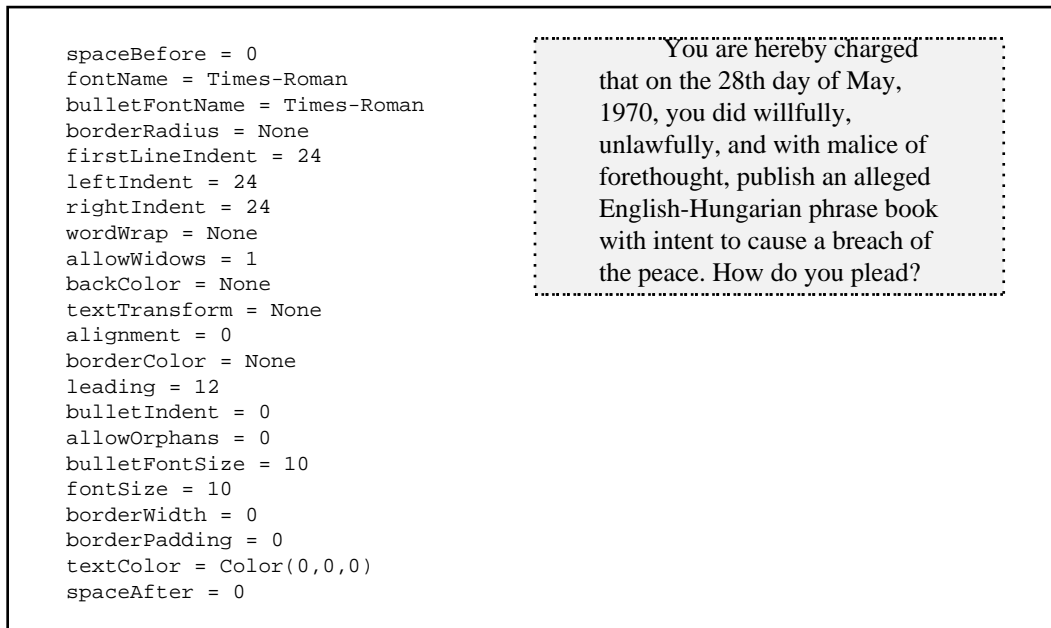 spaceBefore = 0
fontName = Times-Roman
bulletFontName = Times-Roman
borderRadius = None
firstLineIndent = 24
leftIndent = 24
rightIndent = 24
wordWrap = None
allowWidows = 1
backColor = None
textTransform = None
alignment = 0
borderColor = None
leading = 12
bulletIndent = 0
allowOrphans = 0
bulletFontSize = 10
fontSize = 10
borderWidth = 0
borderPadding = 0
textColor = Color(0,0,0)
spaceAfter = 0
You are hereby charged
that on the 28th day of May,
1970, you did willfully,
unlawfully, and with malice of
forethought, publish an alleged
English-Hungarian phrase book
with intent to cause a breach of
the peace. How do you plead?